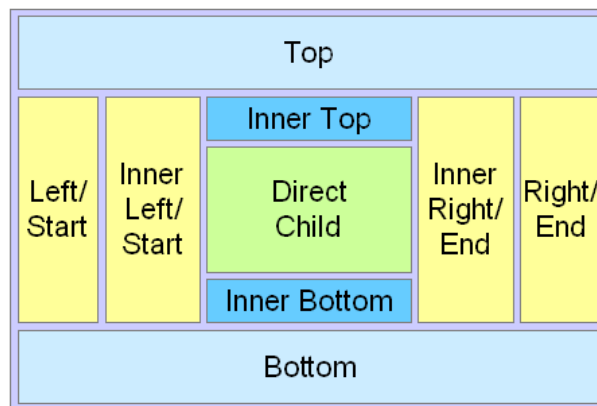 Top
Inner Top
Left/
Start
Inner
Left/
Start
Direct
Child
Inner
Right/
End
Right/
End
Inner Bottom
Bottom